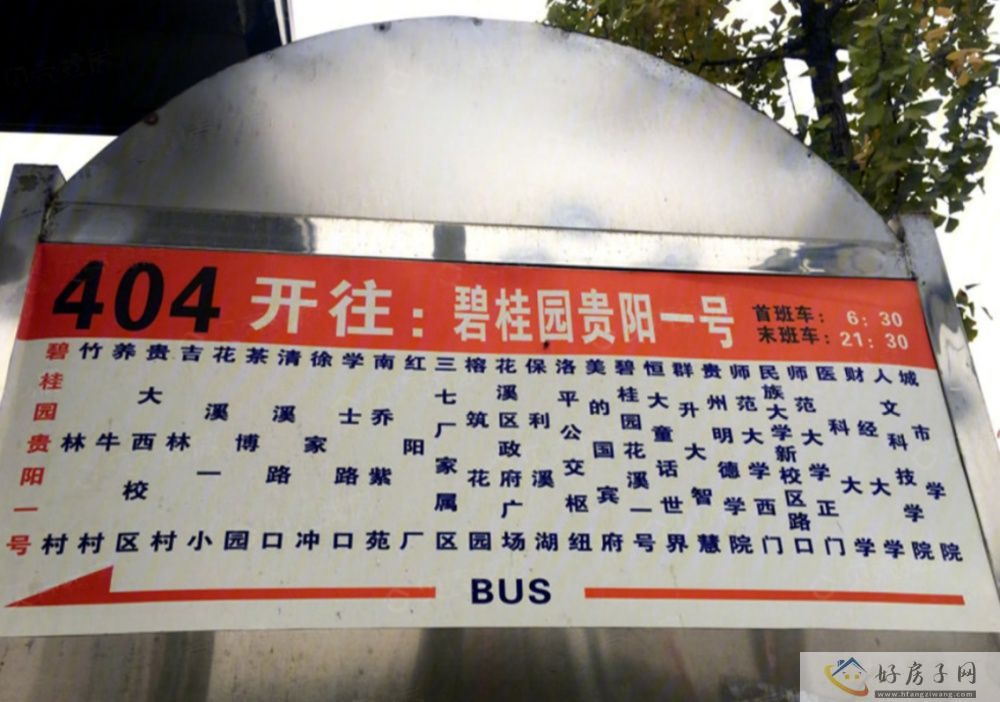 404 开往：碧桂园贵阳一号
首班车： 6：30
末班车：21：30
碧桂园贵阳一号
竹林村
养牛村
贵大西校区
吉林村
花溪一小
茶博园
清溪路口
徐家冲
学士路口
南乔紫苑
红阳厂
三七厂家属区
榕筑花园
花溪区政府广场
保利溪湖
洛平公交枢纽
美的国宾府
碧桂园花溪一号
恒大童话世界
群升大智慧
贵州明德学院
师范大学西门
民族大学新校区路口
师范大学正门
医科大学
财经大学
人文科技学院
城市学院
BUS
好房子网
www.hfangziwang.com